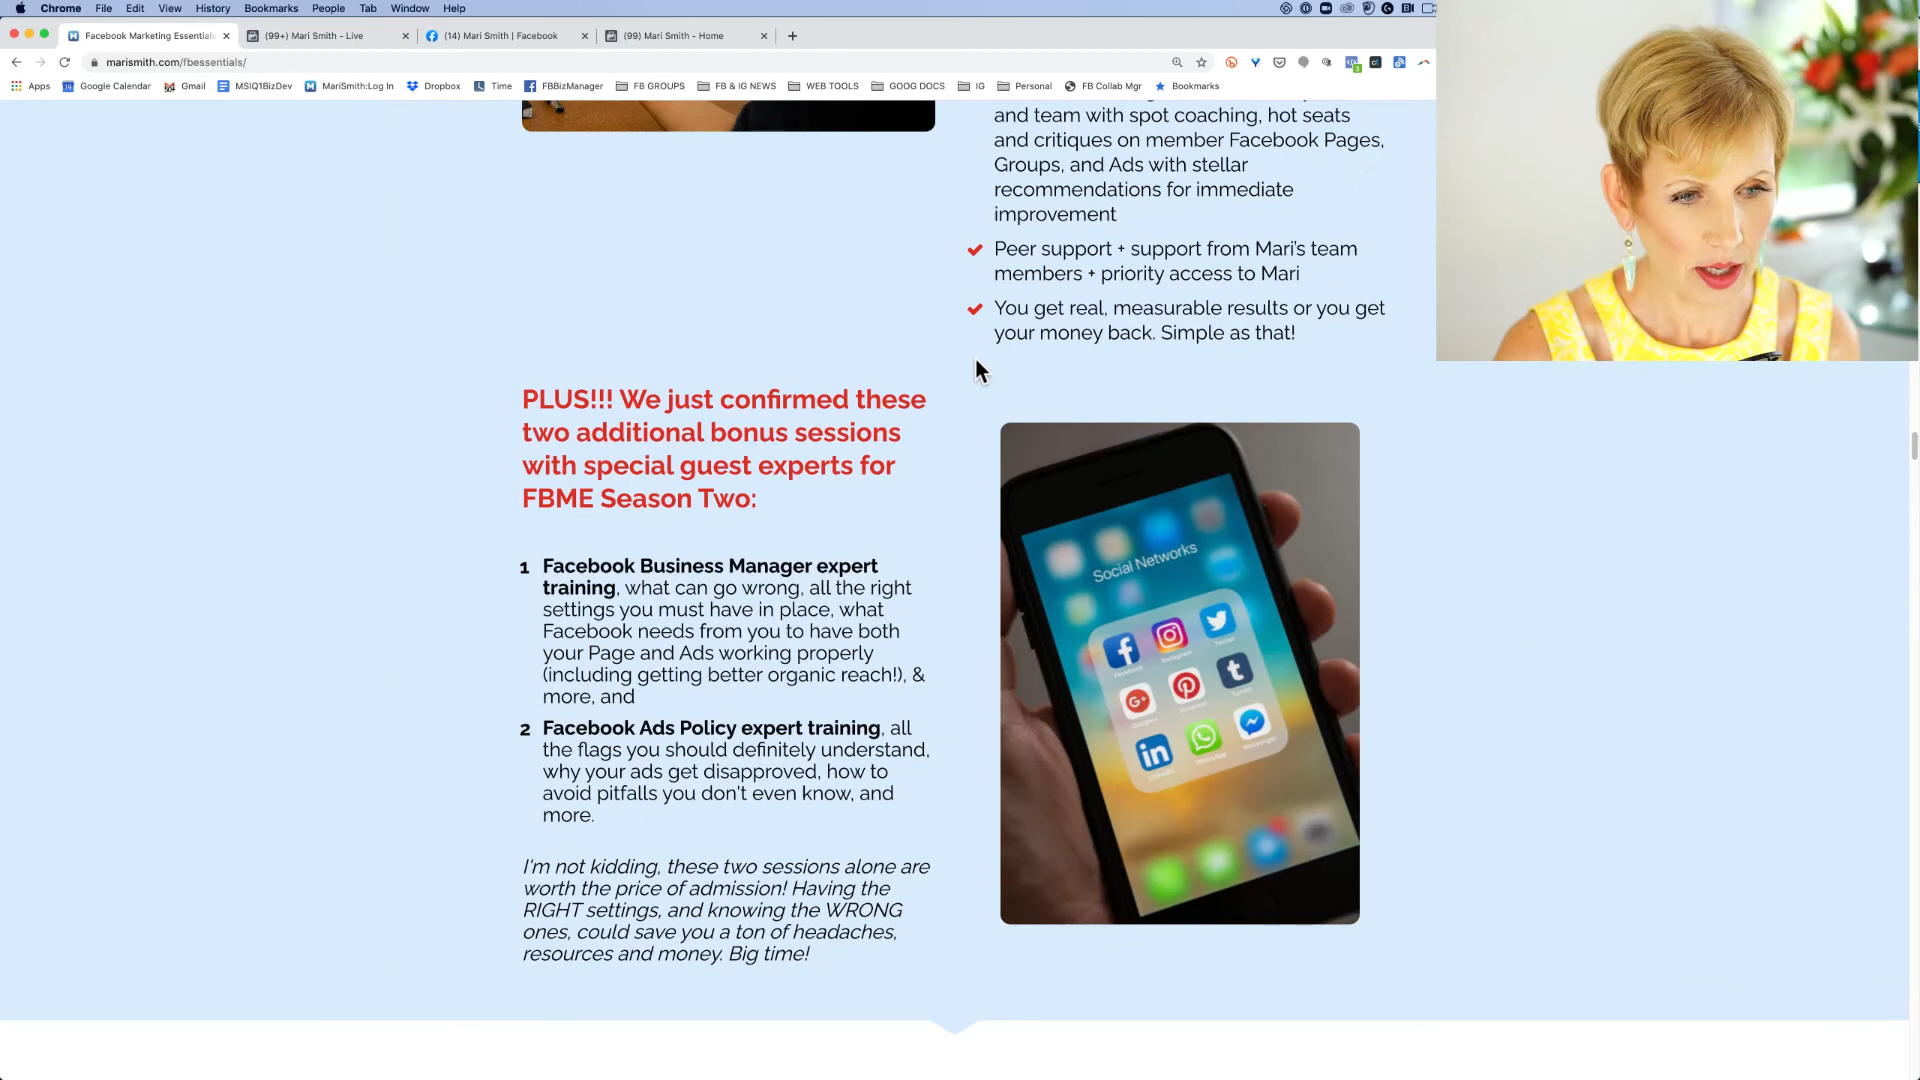 Chrome File Edit View History Bookmarks People Tab Window Help
Facebook Marketing Essentials
(99+) Mari Smith - Live
(14) Mari Smith | Facebook
(99) Mari Smith - Home
marismith.com/fbessentials/
Apps Google Calendar Gmail MSIQ1BizDev MariSmith:Log In Dropbox Time FBBizManager FB GROUPS FB & IG NEWS WEB TOOLS GOOG DOCS IG Personal FB Collab Mgr Bookmarks
and team with spot coaching, hot seats
and critiques on member Facebook Pages,
Groups, and Ads with stellar
recommendations for immediate
improvement
Peer support + support from Mari's team
members + priority access to Mari
You get real, measurable results or you get
your money back. Simple as that!
PLUS!!! We just confirmed these
two additional bonus sessions
with special guest experts for
FBME Season Two:
1 Facebook Business Manager expert
training, what can go wrong, all the right
settings you must have in place, what
Facebook needs from you to have both
your Page and Ads working properly
(including getting better organic reach!), &
more, and
2 Facebook Ads Policy expert training, all
the flags you should definitely understand,
why your ads get disapproved, how to
avoid pitfalls you don't even know, and
more.
I'm not kidding, these two sessions alone are
worth the price of admission! Having the
RIGHT settings, and knowing the WRONG
ones, could save you a ton of headaches,
resources and money. Big time!
Social Networks